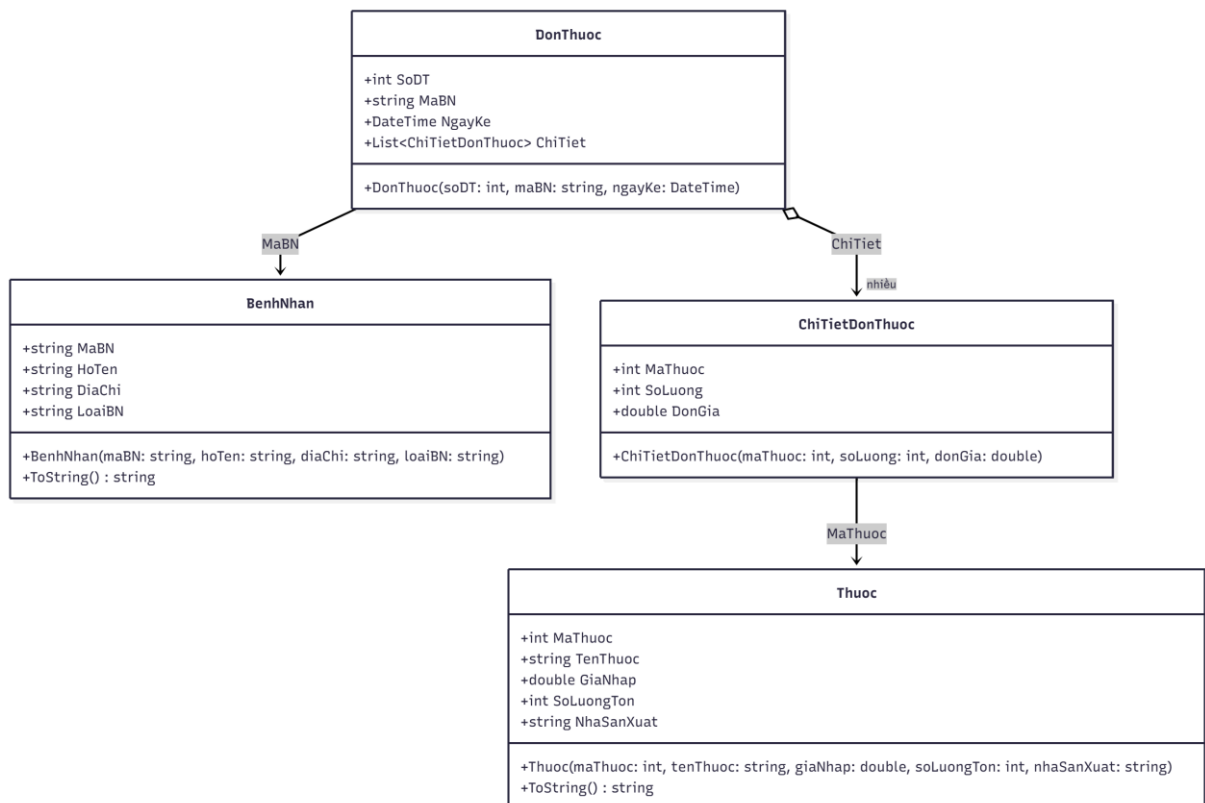 DonThuoc
+int SoDT
+string MaBN
+DateTime NgayKe
+List<ChiTietDonThuoc> ChiTiet
+DonThuoc(soDT: int, maBN: string, ngayKe: DateTime)
MaBN
ChiTiet
nhiều
BenhNhan
+string MaBN
+string HoTen
+string DiaChi
+string LoaiBN
+BenhNhan(maBN: string, hoTen: string, diaChi: string, loaiBN: string)
+ToString() : string
ChiTietDonThuoc
+int MaThuoc
+int SoLuong
+double DonGia
+ChiTietDonThuoc(maThuoc: int, soLuong: int, donGia: double)
MaThuoc
Thuoc
+int MaThuoc
+string TenThuoc
+double GiaNhap
+int SoLuongTon
+string NhaSanXuat
+Thuoc(maThuoc: int, tenThuoc: string, giaNhap: double, soLuongTon: int, nhaSanXuat: string)
+ToString() : string